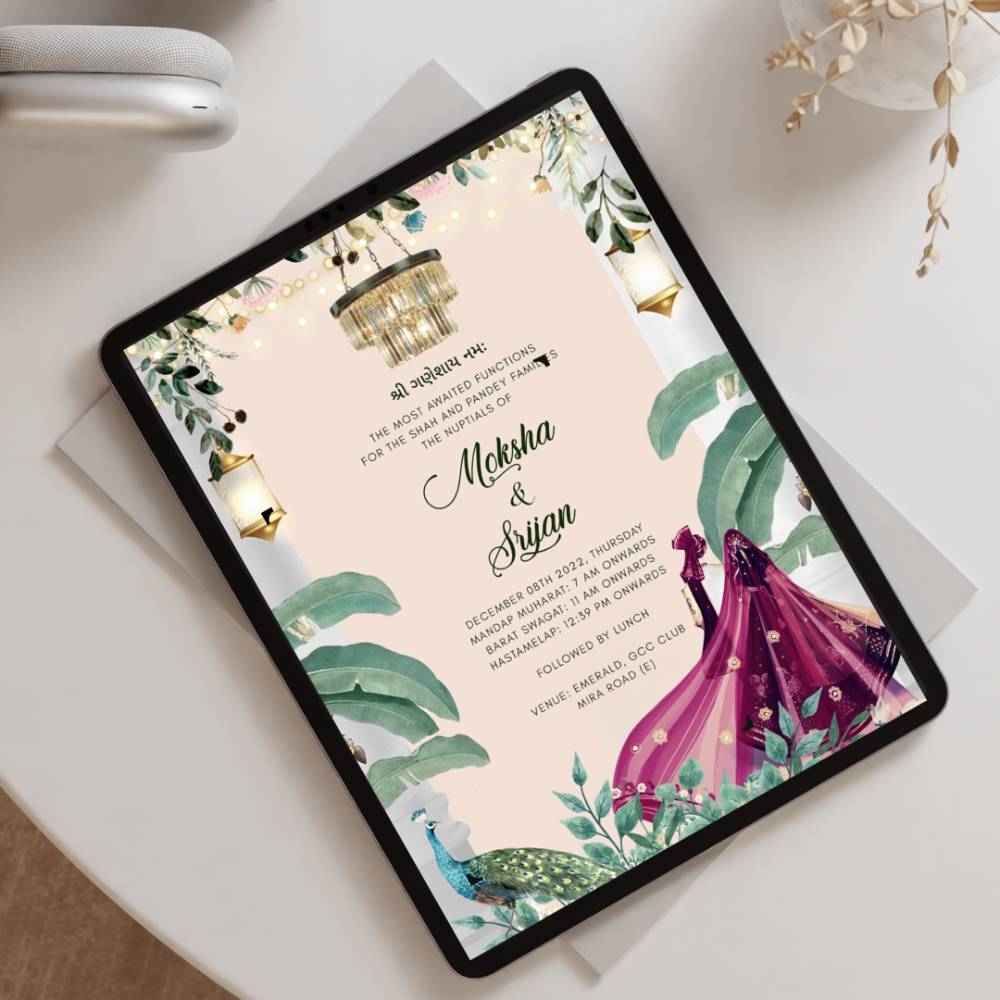 શ્રી ગણેશાય નમ:
THE MOST AWAITED FUNCTIONS
FOR THE SHAH AND PANDEY FAMILIES
THE NUPTIALS OF
Moksha
&
Srijan
DECEMBER 08TH 2022, THURSDAY
MANDAP MUHARAT: 7 AM ONWARDS
BARAT SWAGAT: 11 AM ONWARDS
HASTAMELAP: 12:39 PM ONWARDS
FOLLOWED BY LUNCH
VENUE: EMERALD, GCC CLUB
MIRA ROAD (E)